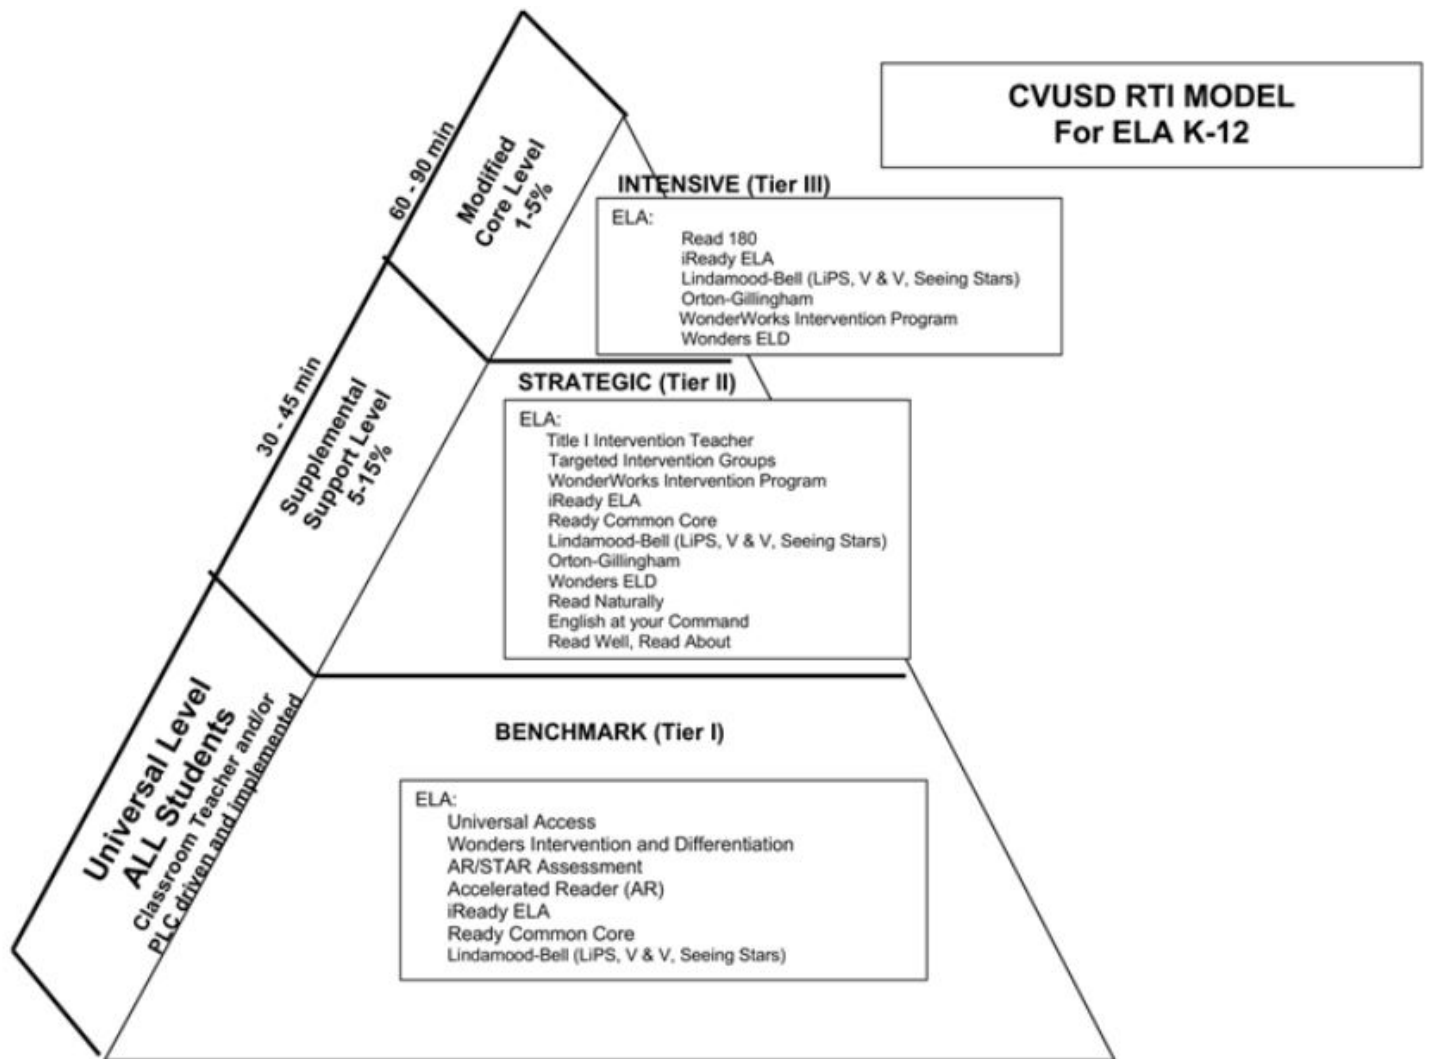 CVUSD RTI MODEL
For ELA K-12
60 - 90 min
Modified
Core Level
1-5%
INTENSIVE (Tier III)
ELA:
Read 180
iReady ELA
Lindamood-Bell (LiPS, V & V, Seeing Stars)
Orton-Gillingham
WonderWorks Intervention Program
Wonders ELD
30 - 45 min
Supplemental
Support Level
5-15%
STRATEGIC (Tier II)
ELA:
Title I Intervention Teacher
Targeted Intervention Groups
WonderWorks Intervention Program
iReady ELA
Ready Common Core
Lindamood-Bell (LiPS, V & V, Seeing Stars)
Orton-Gillingham
Wonders ELD
Read Naturally
English at your Command
Read Well, Read About
Universal Level
ALL Students
Classroom Teacher and/or
PLC driven and implemented
BENCHMARK (Tier I)
ELA:
Universal Access
Wonders Intervention and Differentiation
AR/STAR Assessment
Accelerated Reader (AR)
iReady ELA
Ready Common Core
Lindamood-Bell (LiPS, V & V, Seeing Stars)